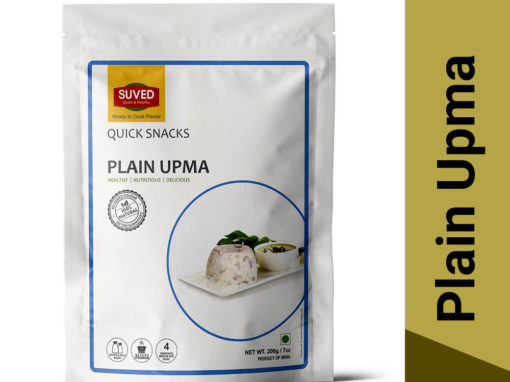 SUVED
Quick & Healthy
Ready to Cook Premix
QUICK SNACKS
PLAIN UPMA
HEALTHY | NUTRITIOUS | DELICIOUS
100%
NATURAL
4
NET WT. 200g / 7oz
PRODUCT OF INDIA
Plain Upma